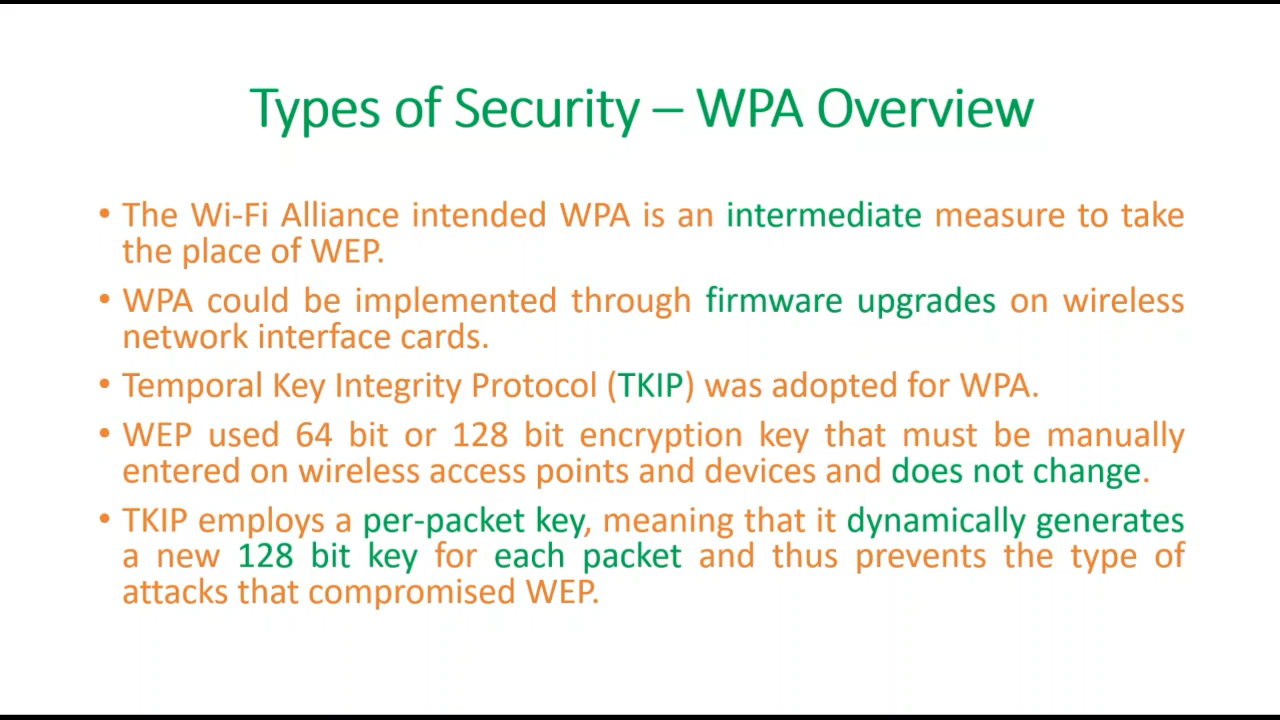 Types of Security – WPA Overview
• The Wi-Fi Alliance intended WPA is an intermediate measure to take
the place of WEP.
• WPA could be implemented through firmware upgrades on wireless
network interface cards.
• Temporal Key Integrity Protocol (TKIP) was adopted for WPA.
• WEP used 64 bit or 128 bit encryption key that must be manually
entered on wireless access points and devices and does not change.
• TKIP employs a per-packet key, meaning that it dynamically generates
a new 128 bit key for each packet and thus prevents the type of
attacks that compromised WEP.